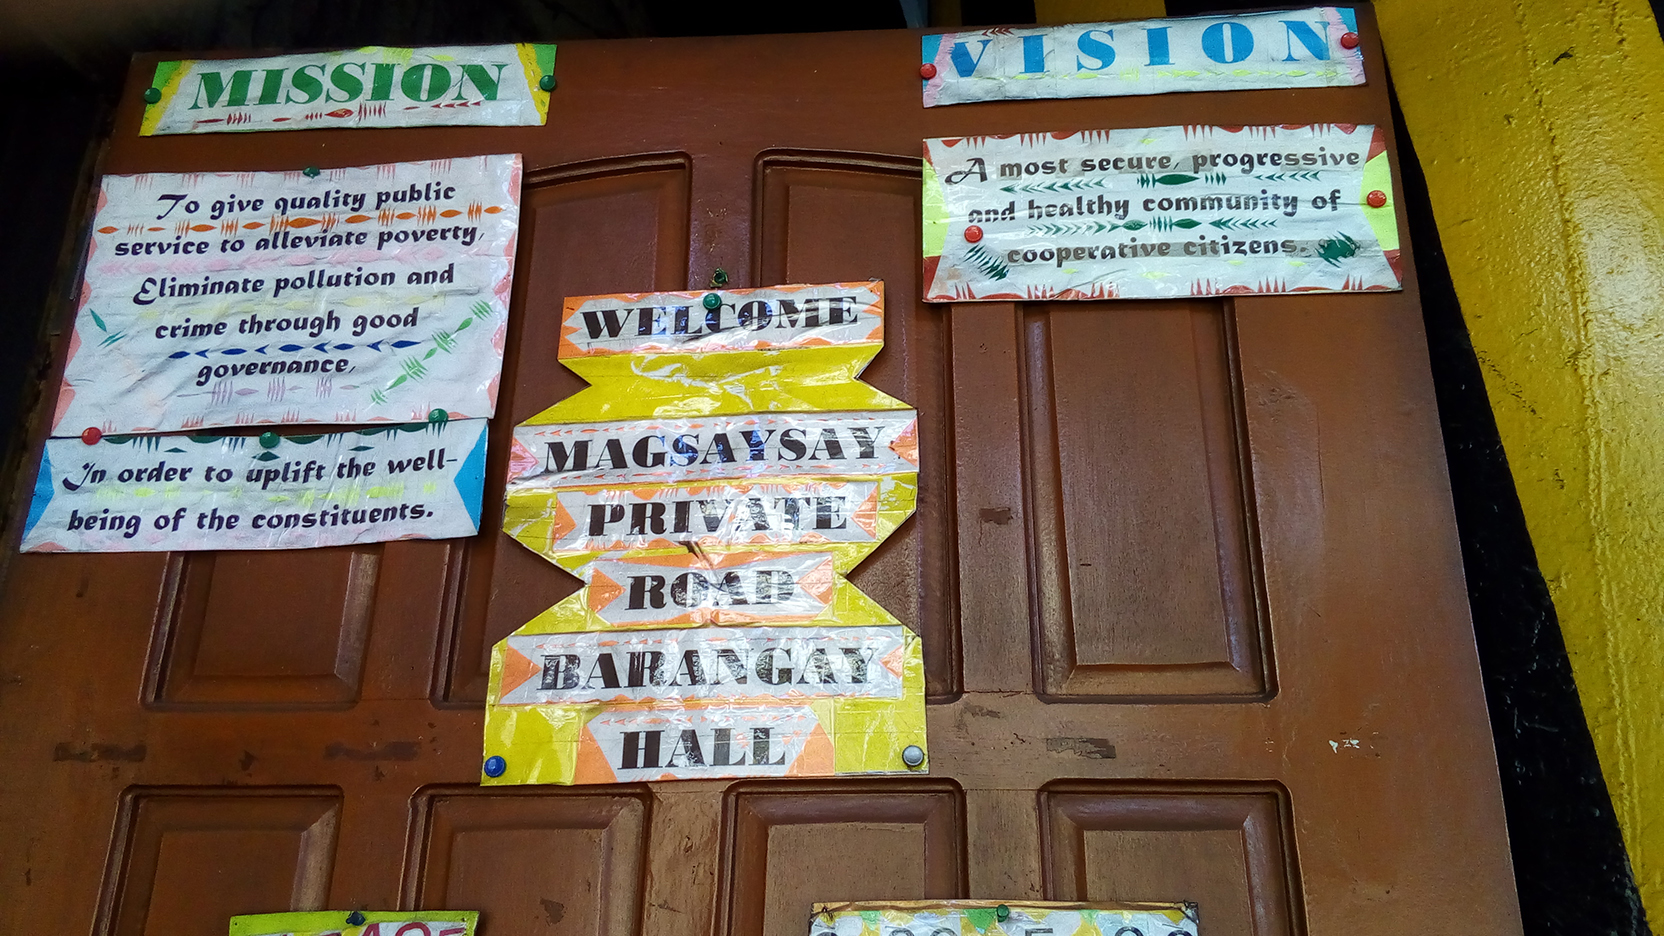 MISSION
To give quality public
service to alleviate poverty,
Eliminate pollution and
crime through good
governance,
In order to uplift the well-
being of the constituents.
WELCOME
MAGSAYSAY
PRIVATE
ROAD
BARANGAY
HALL
VISION
A most secure, progressive
and healthy community of
cooperative citizens.